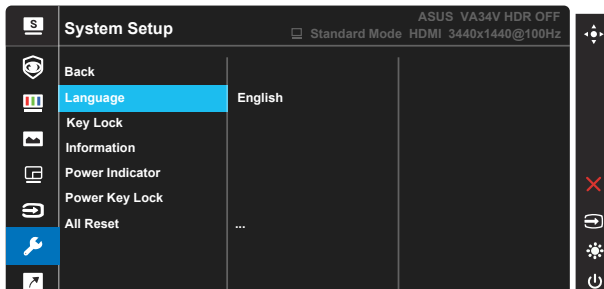 S
System Setup
ASUS VA34V HDR OFF
Standard Mode HDMI 3440x1440@100Hz
Back
Language English
Key Lock
Information
Power Indicator
Power Key Lock
All Reset ...